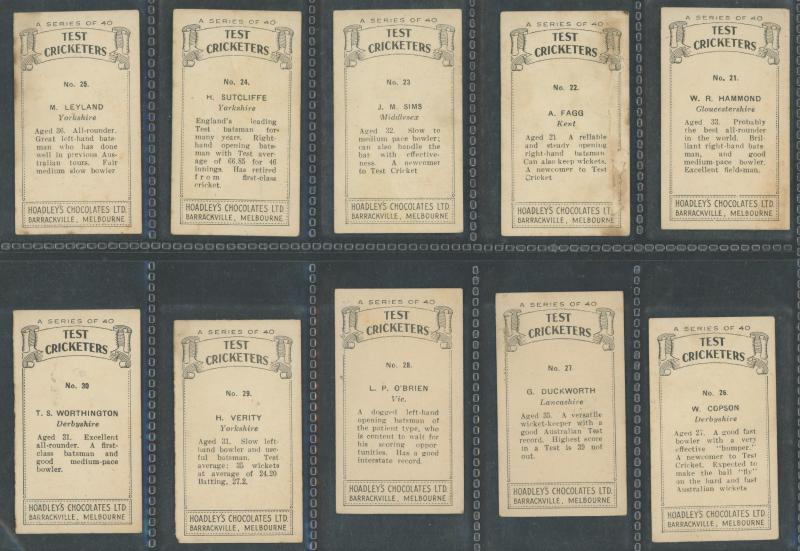 A SERIES OF 40
TEST
CRICKETERS
No. 25.
M. LEYLAND
Yorkshire
Aged 36. All-rounder.
Great left-hand bats-
man who has done
well in previous Aus-
tralian tours. Fair
medium slow bowler
HOADLEY'S CHOCOLATES LTD
BARRACKVILLE, MELBOURNE
A SERIES OF 40
TEST
CRICKETERS
No. 24.
H. SUTCLIFFE
Yorkshire
England's leading
Test batsman for
many years. Right-
hand opening bats-
man with Test aver-
age of 66.85 for 46
innings. Has retired
from first-class
cricket.
HOADLEY'S CHOCOLATES LTD.
BARRACKVILLE, MELBOURNE
A SERIES OF 40
TEST
CRICKETERS
No. 23
J. M. SIMS
Middlesex
Aged 32. Slow to
medium pace bowler;
can also handle the
bat with effective-
ness. A newcomer to
Test Cricket
HOADLEY'S CHOCOLATES LTD.
BARRACKVILLE, MELBOURNE
A SERIES OF 40
TEST
CRICKETERS
No. 22.
A. FAGG
Kent.
Aged 21. A reliable
and steady opening
right-hand batsman.
Can also keep wickets.
A newcomer to Test
Cricket
HOADLEY'S CHOCOLATES LT
BARRACKVILLE, MELBOURNE
A SERIES OF 40
TEST
CRICKETERS
No. 21.
W. R. HAMMOND
Gloucestershire
Aged 33. Probably
the best all-rounder
in the world. Bril-
liant right-hand bats
man, and good
medium-pace bowler.
Excellent fieldsman.
HOADLEY'S CHOCOLATES LTD.
BARRACKVILLE, MELBOURNE
A SERIES OF 40
TEST
CRICKETERS
No. 30
T. S. WORTHINGTON
Derbyshire
Aged 31. Excellent
all-rounder. A first-
class batsman and
good medium-pace
bowler.
HOADLEY'S CHOCOLATES LTD.
BARRACKVILLE, MELBOURNE
A SERIES OF 40
TEST
CRICKETERS
No. 29.
H. VERITY
Yorkshire
Aged 31. Slow left-
hand bowler and use-
ful batsman. Test
average: 35 wickets
at average of 24.20
Batting, 27.2.
HOADLEY'S CHOCOLATES LTD.
BARRACKVILLE, MELBOURNE
A SERIES OF 40
TEST
CRICKETERS
No. 28.
L. P. O'BRIEN
Vic.
A dogged left-hand
opening batsman of
the patient type, who
is content to wait for
his scoring oppor-
tunities. Has a good
interstate record.
HOADLEY'S CHOCOLATES LTD.
BARRACKVILLE, MELBOURNE
A SERIES OF 40
TEST
CRICKETERS
No. 27
G. DUCKWORTH
Lancashire
Aged 35. A versatile
wicket-keeper with a
good Australian Test
record. Highest score
in a Test is 39 not
out.
HOADLEY'S CHOCOLATES LTD.
BARRACKVILLE, MELBOURNE
A SERIES OF 40
TEST
CRICKETERS
No. 26.
W. COPSON
Derbyshire
Aged 27. A good fast
bowler with a very
effective "bumper."
A newcomer to Test
Cricket. Expected to
make the ball "fly"
on the hard and fast
Australian wickets
HOADLEY'S CHOCOLATES LTD.
BARRACKVILLE, MELBOURNE